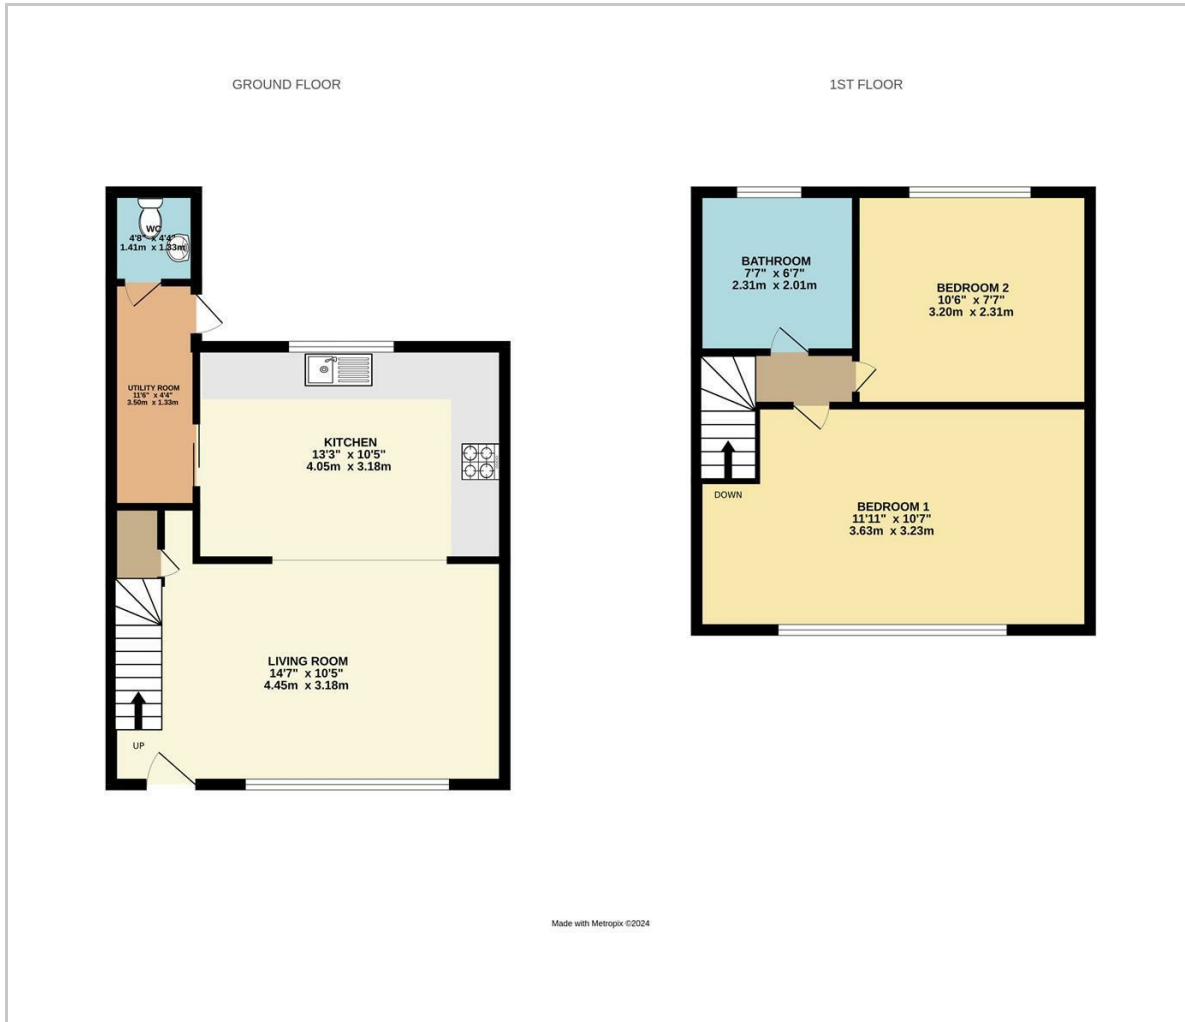 GROUND FLOOR
1ST FLOOR
WC
4'8" x 4'4"
1.41m x 1.33m
UTILITY ROOM
11'6" x 4'4"
3.50m x 1.33m
KITCHEN
13'3" x 10'5"
4.05m x 3.18m
LIVING ROOM
14'7" x 10'5"
4.45m x 3.18m
UP
BATHROOM
7'7" x 6'7"
2.31m x 2.01m
BEDROOM 2
10'6" x 7'7"
3.20m x 2.31m
DOWN
BEDROOM 1
11'11" x 10'7"
3.63m x 3.23m
Made with Metropix ©2024